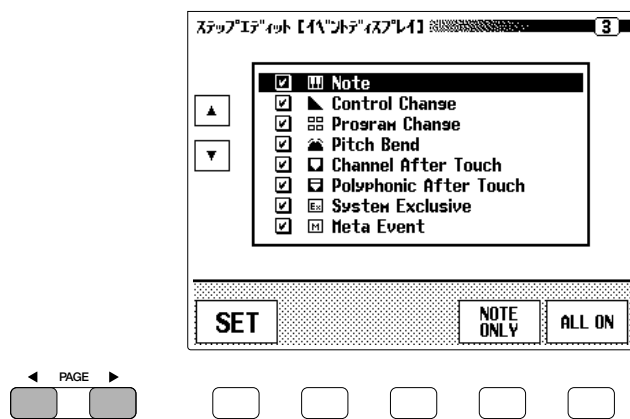 ステップエディット【イベントディスプレイ】
3
Note
Control Change
Program Change
Pitch Bend
Channel After Touch
Polyphonic After Touch
Ex System Exclusive
M Meta Event
SET
NOTE
ONLY
ALL ON
PAGE